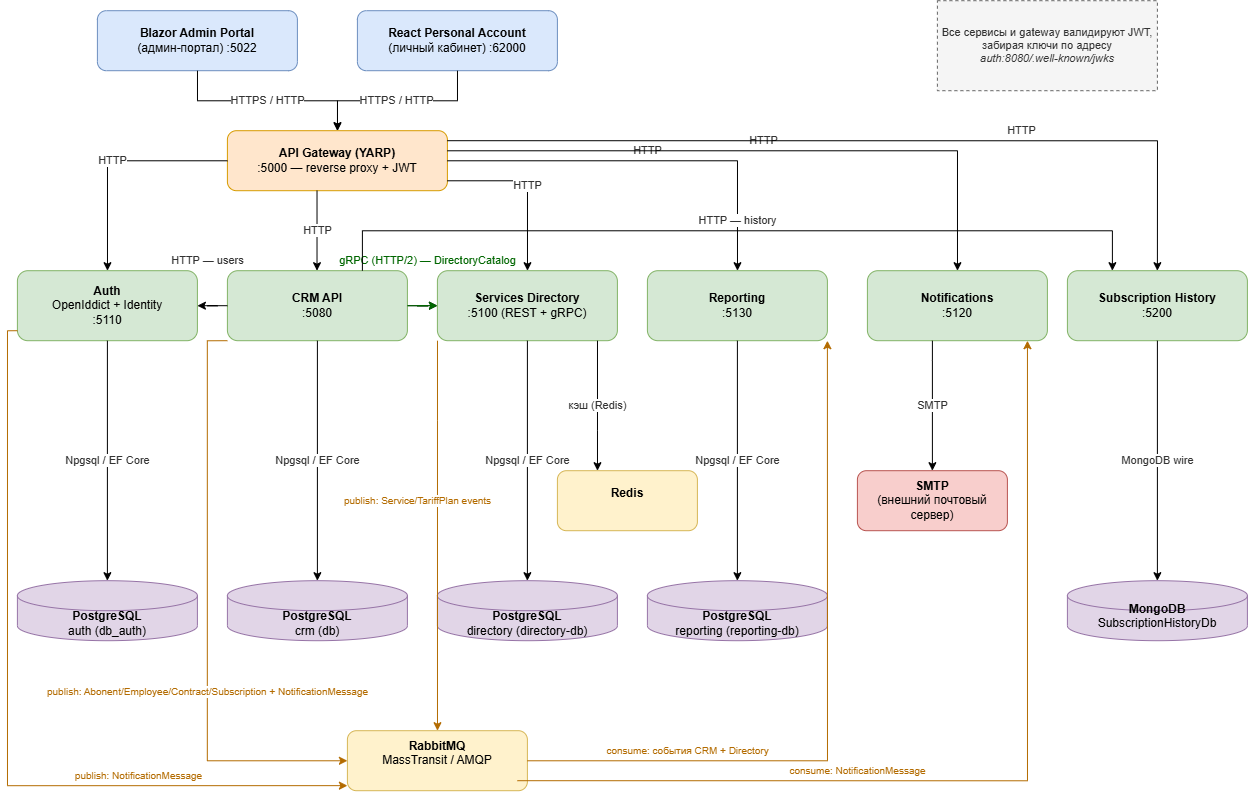 Blazor Admin Portal
(админ-портал) :5022
React Personal Account
(личный кабинет) :62000
Все сервисы и gateway валидируют JWT,
забирая ключи по адресу
auth:8080/.well-known/jwks
HTTPS / HTTP
HTTPS / HTTP
API Gateway (YARP)
:5000 — reverse proxy + JWT
HTTP
HTTP
HTTP
HTTP
HTTP
HTTP
HTTP — history
HTTP — users
gRPC (HTTP/2) — DirectoryCatalog
Auth
OpenIddict + Identity
:5110
CRM API
:5080
Services Directory
:5100 (REST + gRPC)
Reporting
:5130
Notifications
:5120
Subscription History
:5200
кэш (Redis)
SMTP
Npgsql / EF Core
Npgsql / EF Core
Npgsql / EF Core
Npgsql / EF Core
MongoDB wire
publish: Service/TariffPlan events
Redis
SMTP
(внешний почтовый
сервер)
PostgreSQL
auth (db_auth)
PostgreSQL
crm (db)
PostgreSQL
directory (directory-db)
PostgreSQL
reporting (reporting-db)
MongoDB
SubscriptionHistoryDb
publish: Abonent/Employee/Contract/Subscription + NotificationMessage
RabbitMQ
MassTransit / AMQP
consume: события CRM + Directory
publish: NotificationMessage
consume: NotificationMessage